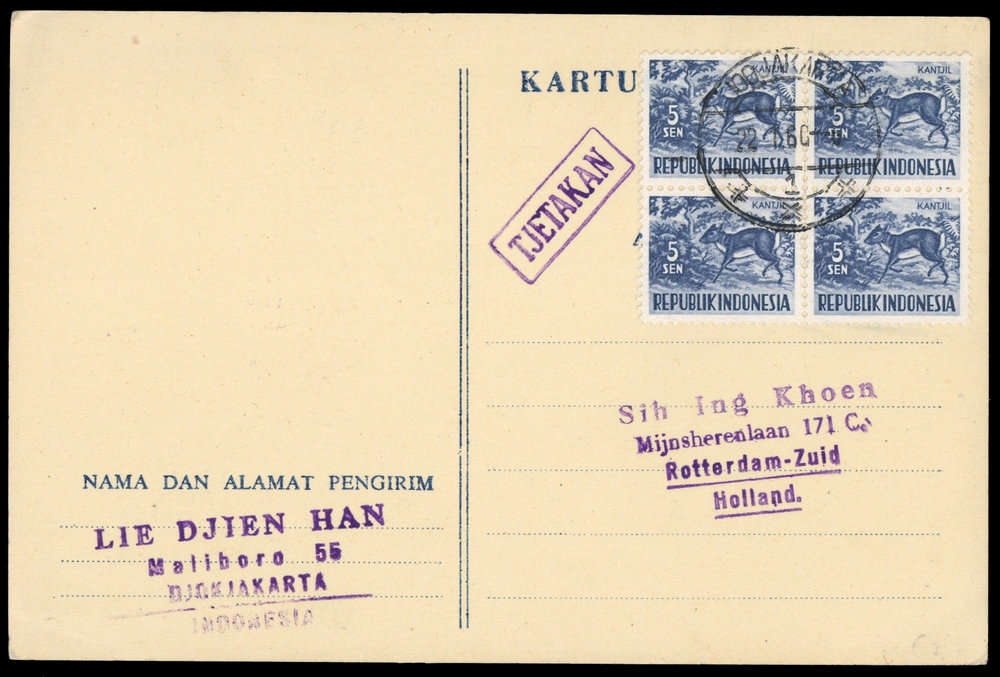 KARTU
KANTJIL
5
SEN
REPUBLIK INDONESIA
KANTJIL
5
SEN
REPUBLIK INDONESIA
KANTJIL
5
SEN
REPUBLIK INDONESIA
KANTJIL
5
SEN
REPUBLIK INDONESIA
TJETAKAN
Sih Ing Khoen
Mijnsherenlaan 171 C.
Rotterdam-Zuid
Holland.
NAMA DAN ALAMAT PENGIRIM
LIE DJIEN HAN
Maliboro 55
DJOKJAKARTA
INDONESIA